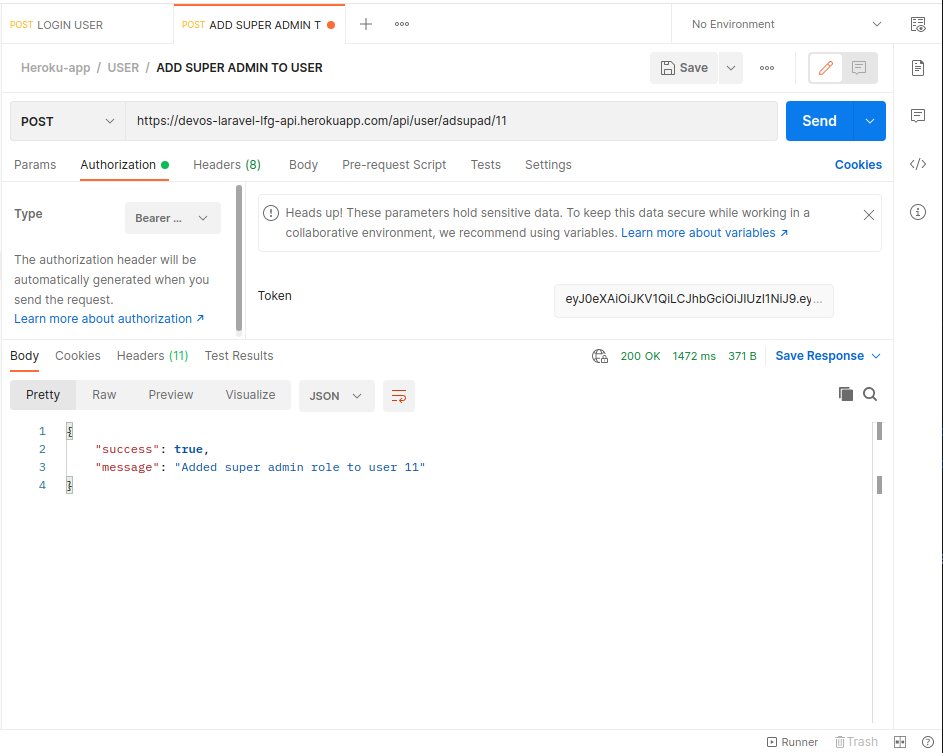 POST LOGIN USER
POST ADD SUPER ADMIN T
No Environment
Heroku-app / USER / ADD SUPER ADMIN TO USER
Save
POST
https://devos-laravel-lfg-api.herokuapp.com/api/user/adsupad/11
Send
Params Authorization Headers (8) Body Pre-request Script Tests Settings Cookies
Type
Bearer ...
The authorization header will be
automatically generated when you
send the request.
Learn more about authorization ↗
Heads up! These parameters hold sensitive data. To keep this data secure while working in a
collaborative environment, we recommend using variables. Learn more about variables ↗
Token
eyJ0eXAiOiJKV1QiLCJhbGciOiJIUzI1NiJ9.ey...
Body Cookies Headers (11) Test Results
200 OK 1472 ms 371 B Save Response
Pretty Raw Preview Visualize JSON
1 {
2 "success": true,
3 "message": "Added super admin role to user 11"
4 }
Runner Trash